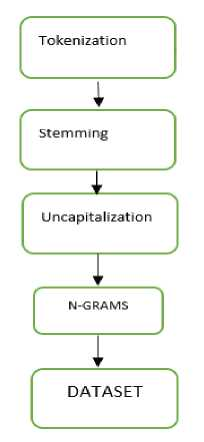 Tokenization
Stemming
Uncapitalization
N-GRAMS
DATASET